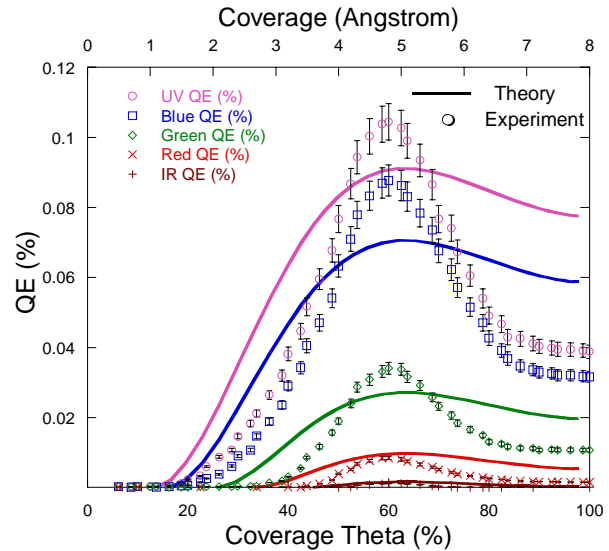 Coverage (Angstrom)
0 1 2 3 4 5 6 7 8
0.12
0.1
0.08
0.06
0.04
0.02
QE (%)
UV QE (%)
Blue QE (%)
Green QE (%)
Red QE (%)
IR QE (%)
Theory
Experiment
0 20 40 60 80 100
Coverage Theta (%)